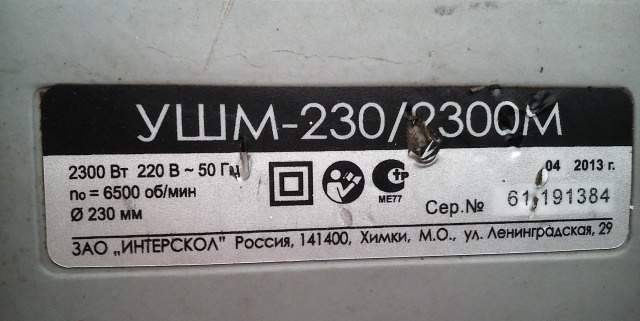 УШМ-230/2300М
2300 Вт 220 В ~ 50 Гц
n₀ = 6500 об/мин
Ø 230 мм
МЕ77
04 2013 г.
Сер.№ 61.191384
ЗАО „ИНТЕРСКОЛ" Россия, 141400, Химки, М.О., ул. Ленинградская, 29